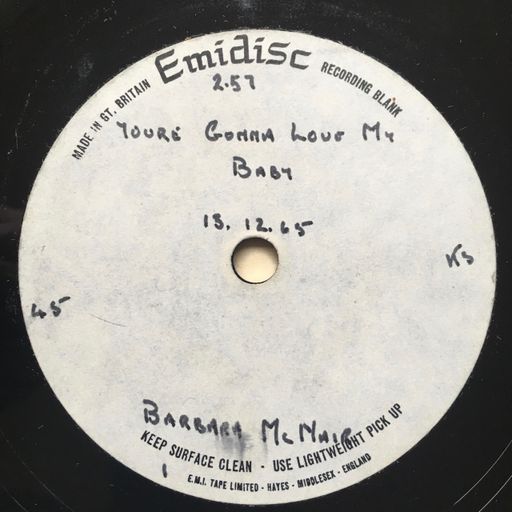 Emidisc
MADE IN GT. BRITAIN
RECORDING BLANK
2.57
YOURE GONNA LOVE MY
BABY
13.12.65
45
K3
BARBARA MCNAIR
KEEP SURFACE CLEAN - USE LIGHTWEIGHT PICK UP
1
E.M.I. TAPE LIMITED - HAYES - MIDDLESEX - ENGLAND